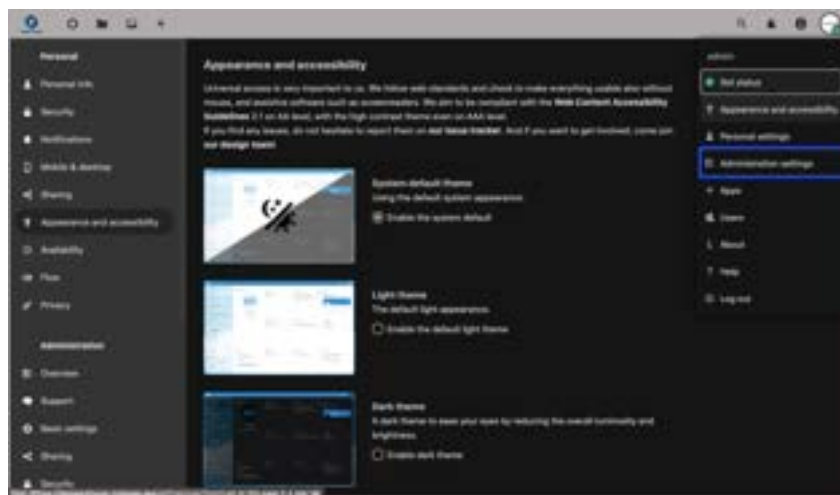 Personal
Personal info
Security
Notifications
Mobile & desktop
Sharing
Appearance and accessibility
Availability
Flow
Privacy
Administration
Overview
Support
Basic settings
Sharing
Security
Appearance and accessibility
Universal access is very important to us. We follow web standards and check to make everything usable also without
mouse, and assistive software such as screenreaders. We aim to be compliant with the Web Content Accessibility
Guidelines 2.1 on AA level, with the high contrast theme even on AAA level.
If you find any issues, do not hesitate to report them on our issue tracker. And if you want to get involved, come join
our design team!
System default theme
Using the default system appearance.
Enable the system default
Light theme
The default light appearance.
Enable the default light theme
Dark theme
A dark theme to ease your eyes by reducing the overall luminosity and
brightness.
Enable dark theme
admin
Set status
Appearance and accessibility
Personal settings
Administration settings
Apps
Users
About
Help
Log out